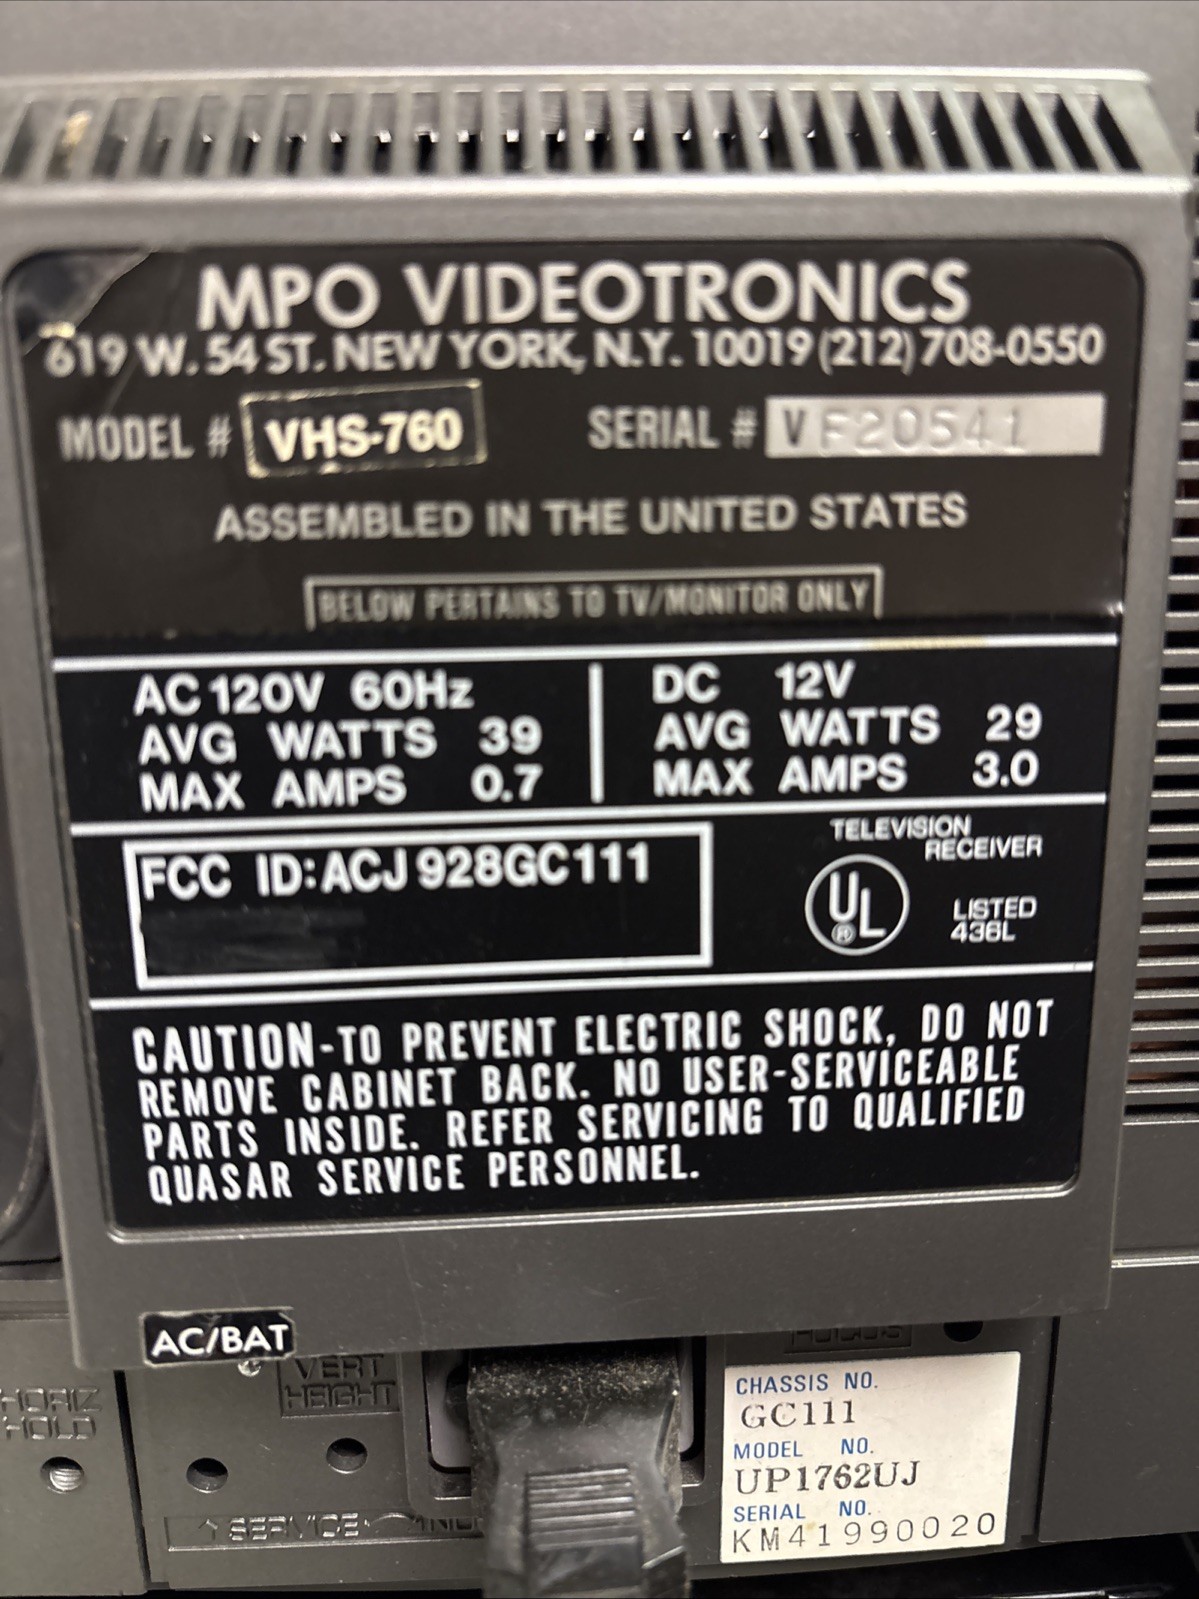 MPO VIDEOTRONICS
619 W. 54 ST. NEW YORK, N.Y. 10019 (212) 708-0550
MODEL # VHS-760 SERIAL # VF20541
ASSEMBLED IN THE UNITED STATES
BELOW PERTAINS TO TV/MONITOR ONLY
AC 120V 60Hz
AVG WATTS 39
MAX AMPS 0.7
DC 12V
AVG WATTS 29
MAX AMPS 3.0
FCC ID: ACJ928GC111
TELEVISION
RECEIVER
UL
®
LISTED
436L
CAUTION-TO PREVENT ELECTRIC SHOCK, DO NOT
REMOVE CABINET BACK. NO USER-SERVICEABLE
PARTS INSIDE. REFER SERVICING TO QUALIFIED
QUASAR SERVICE PERSONNEL.
AC/BAT
VERT
HEIGHT
HORIZ
HOLD
FOCUS
SERVICE
CHASSIS NO.
GC111
MODEL NO.
UP1762UJ
SERIAL NO.
KM41990020